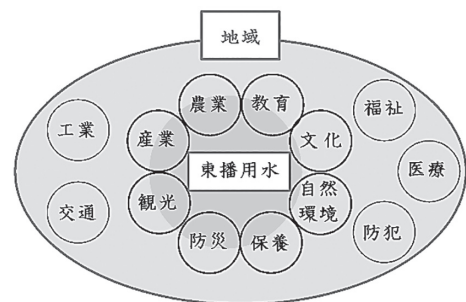 地域
農業
教育
福祉
工業
産業
文化
東播用水
医療
観光
自然
環境
交通
防災
保養
防犯